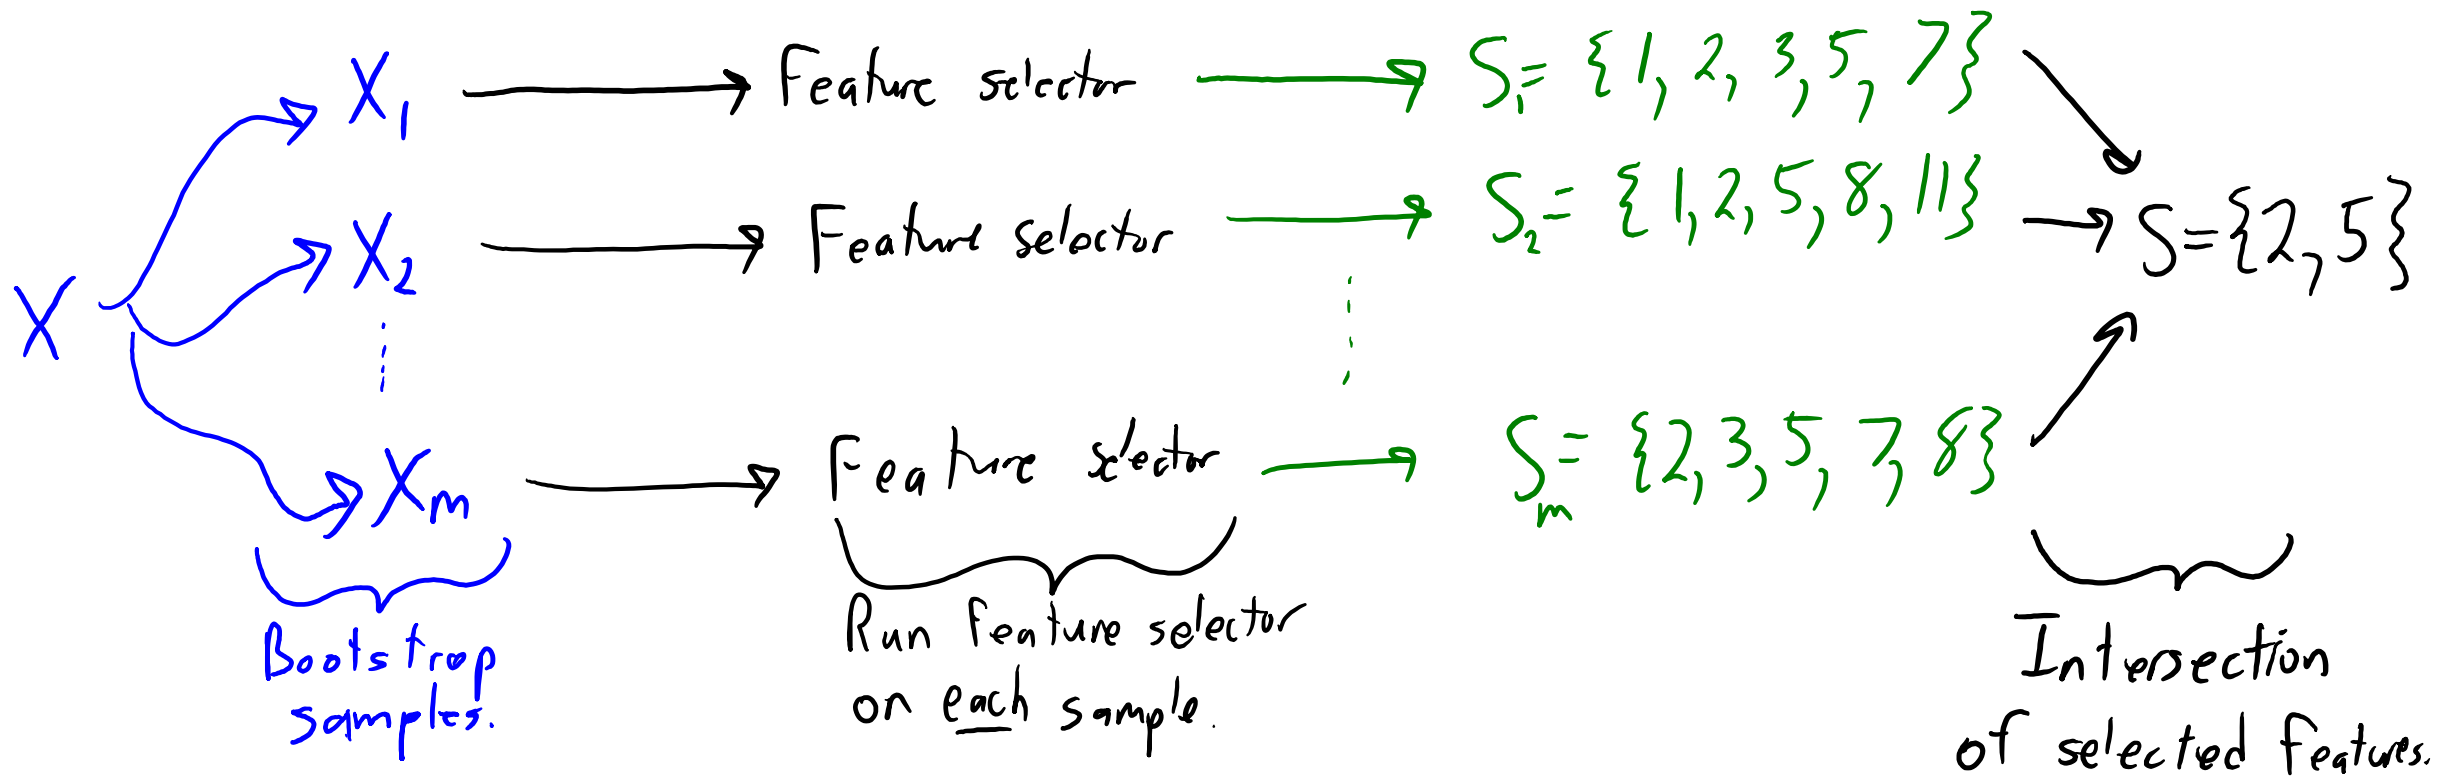 X₁ Feature selector S₁ = {1, 2, 3, 5, 7}
X₂ Feature selector S₂ = {1, 2, 5, 8, 11}
X S = {2, 5}
Xₘ Feature selector Sₘ = {2, 3, 5, 7, 8}
Bootstrap
samples.
Run feature selector
on each sample.
Intersection
of selected features.